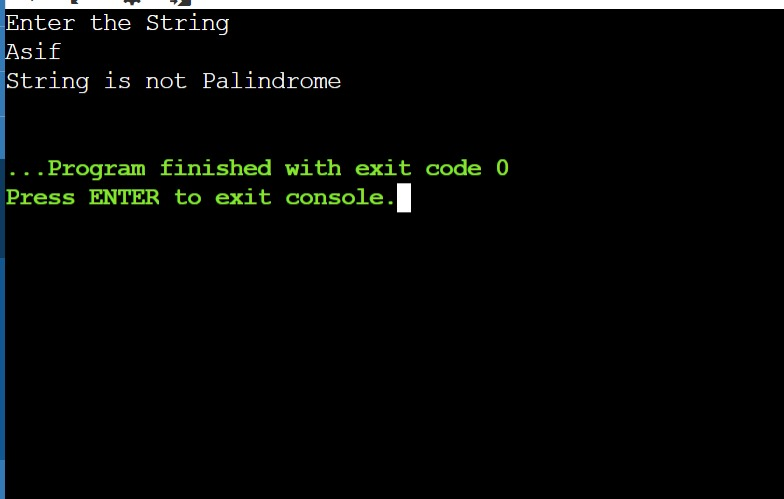 Enter the String
Asif
String is not Palindrome
...Program finished with exit code 0
Press ENTER to exit console.